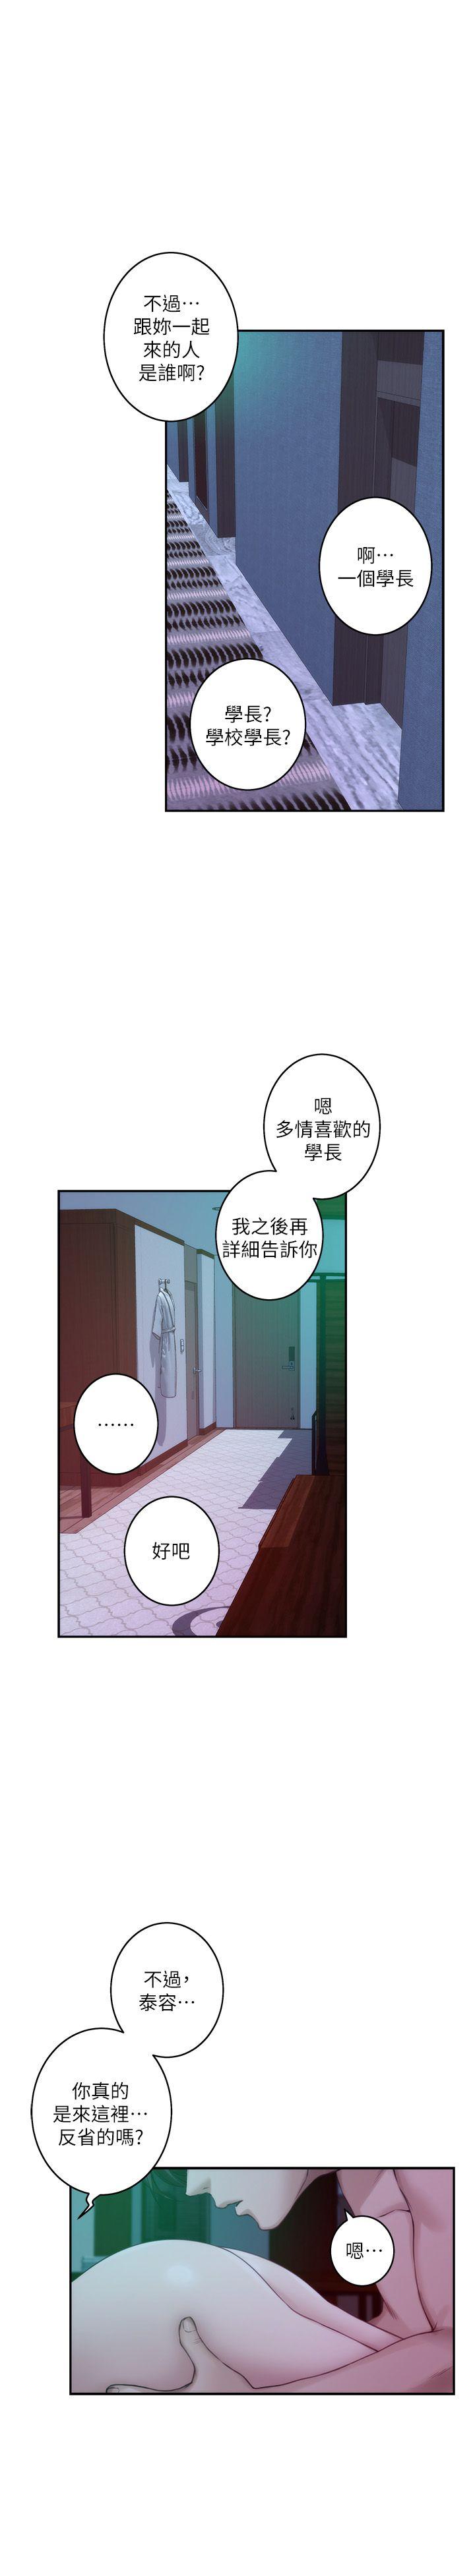 不過⋯
跟妳一起
來的人
是誰啊?
啊⋯
一個學長
學長?
學校學長?
嗯
多情喜歡的
學長
我之後再
詳細告訴你
⋯⋯
好吧
不過,
泰容⋯
你真的
是來這裡⋯
反省的嗎?
嗯⋯